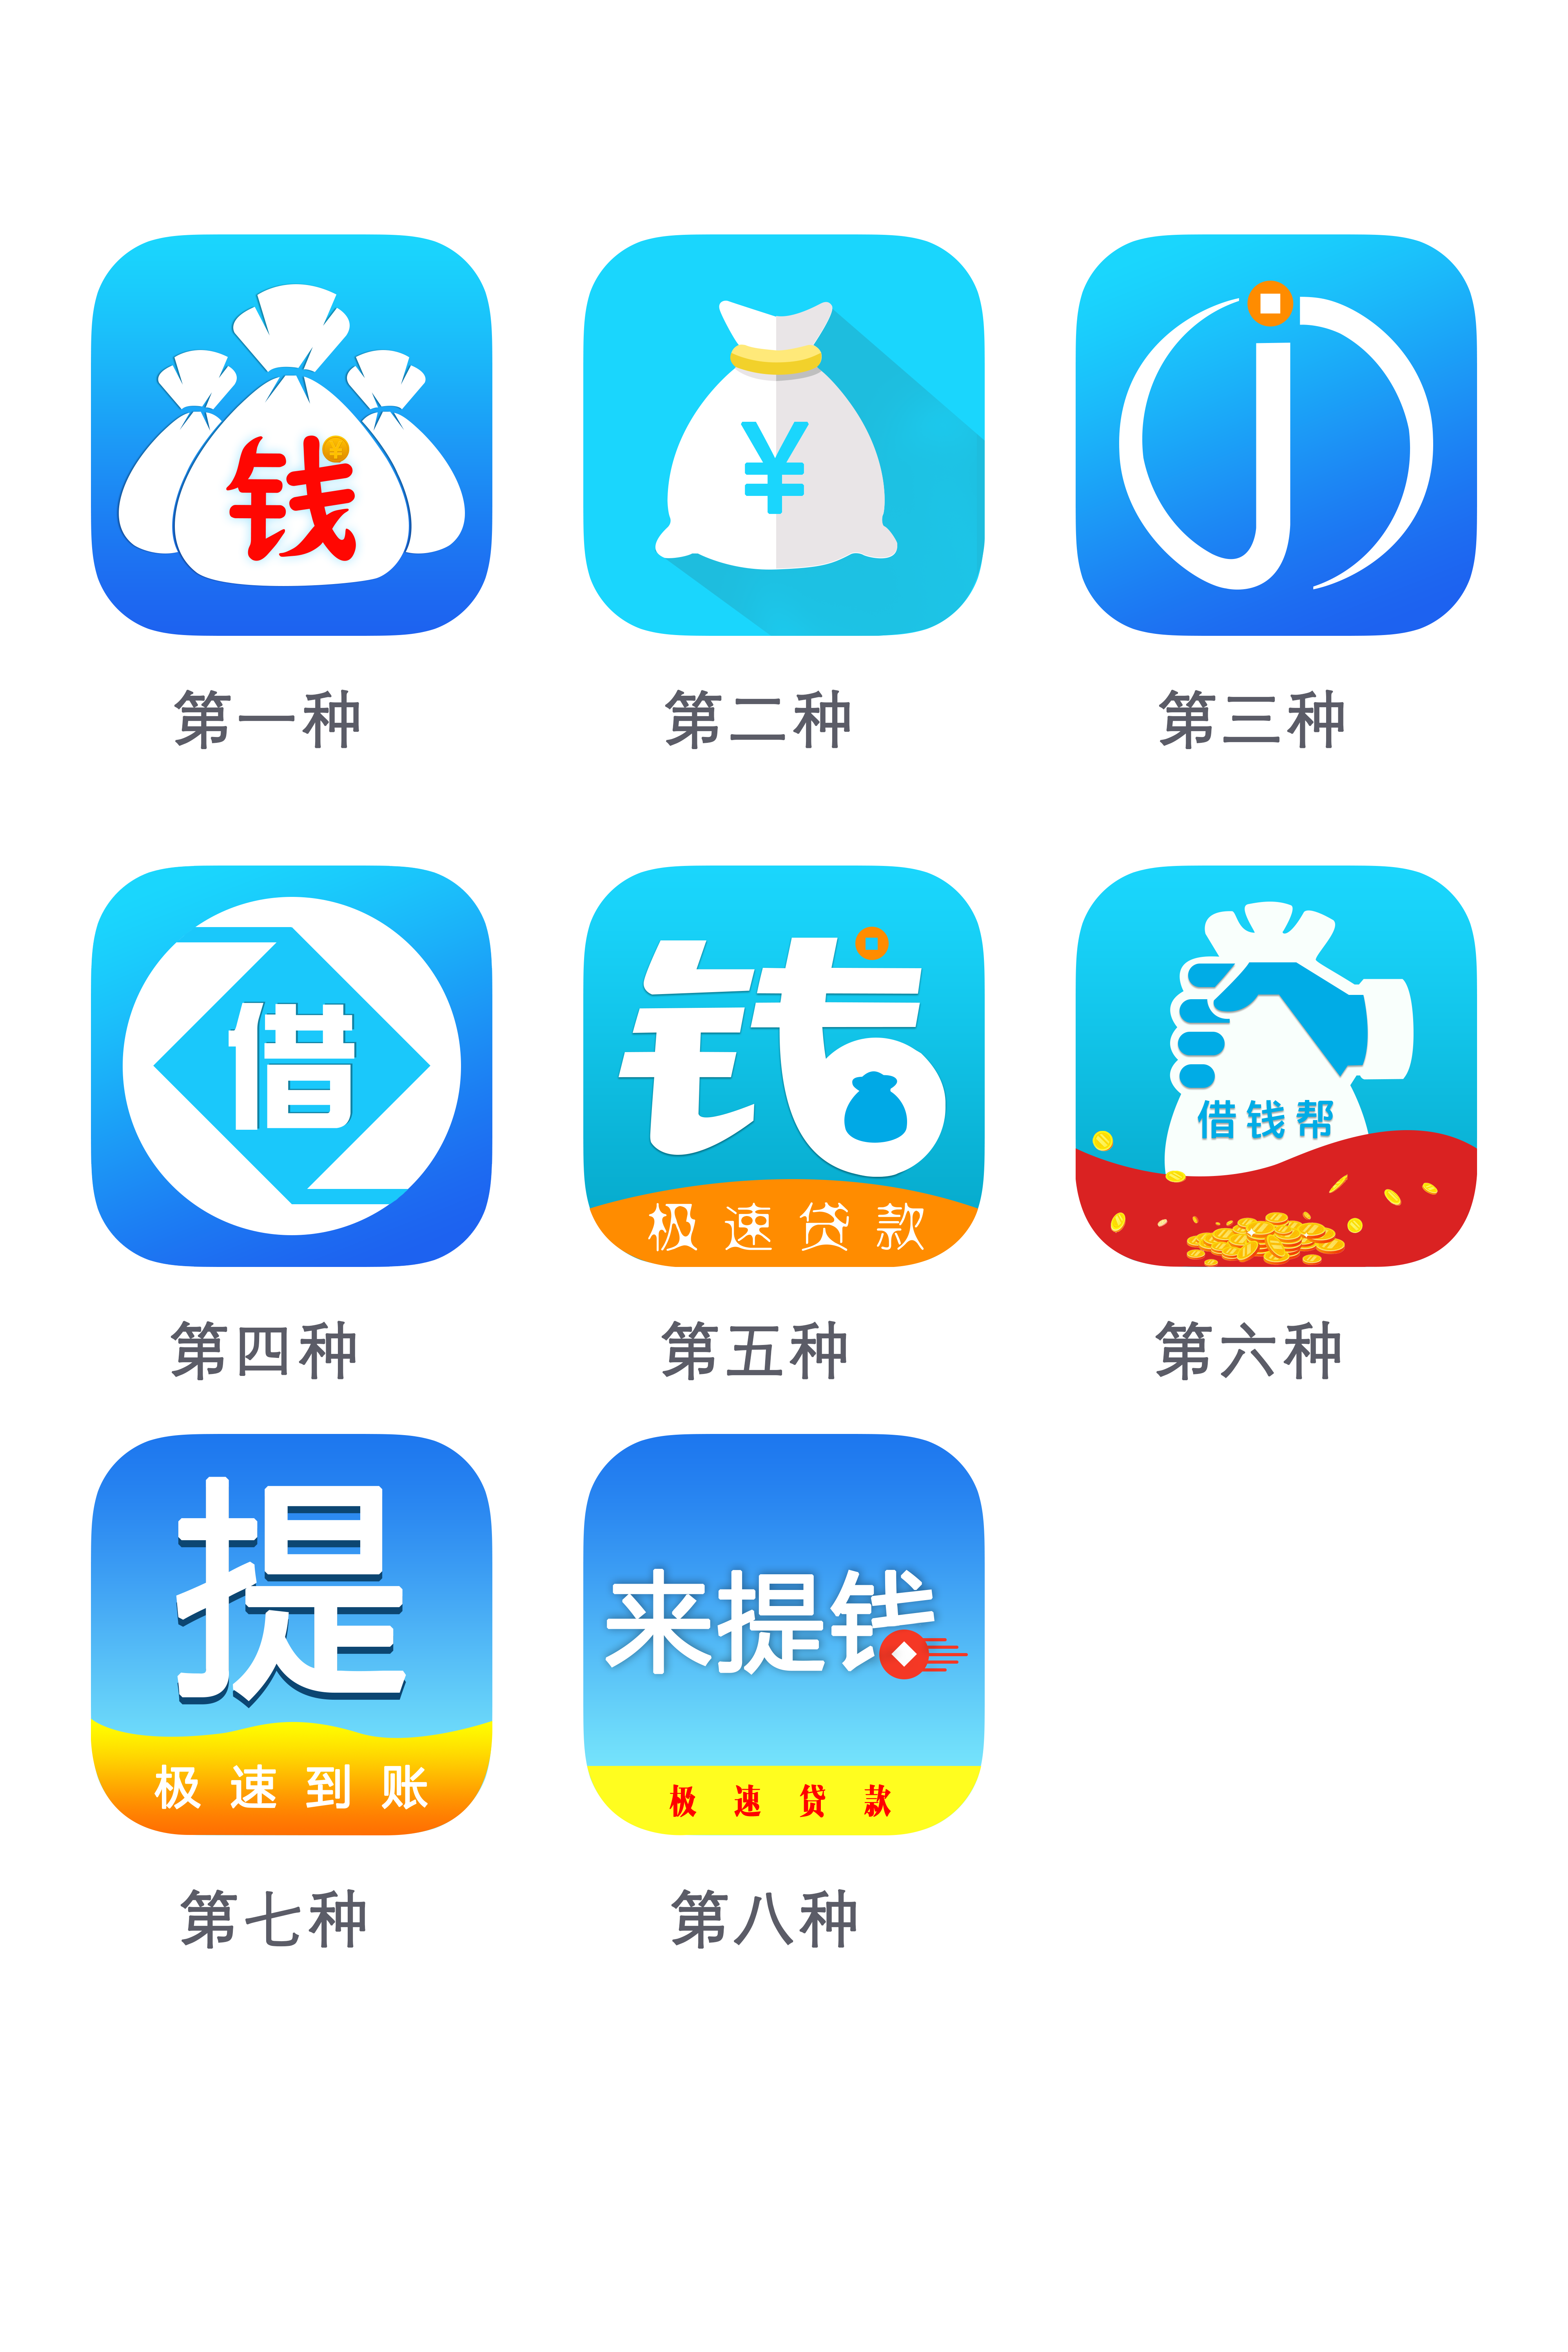 钱
¥
¥
第一种
第二种
第三种
借
钱
极速贷款
借钱帮
第四种
第五种
第六种
提
极速到账
来提钱
极速贷款
第七种
第八种